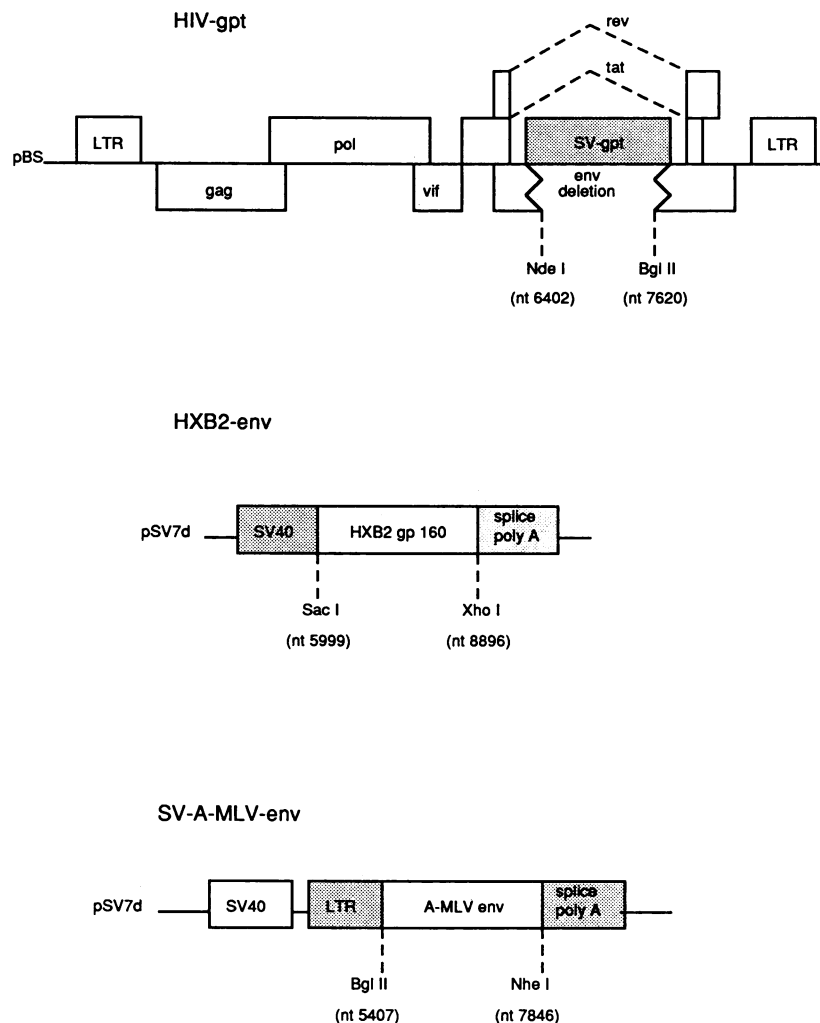 HIV-gpt
rev
tat
LTR
pol
SV-gpt
LTR
pBS
gag
vif
env
deletion
Nde I
Bgl II
(nt 6402)
(nt 7620)
HXB2-env
pSV7d
SV40
HXB2 gp 160
splice
poly A
Sac I
Xho I
(nt 5999)
(nt 8896)
SV-A-MLV-env
pSV7d
SV40
LTR
A-MLV env
splice
poly A
Bgl II
Nhe I
(nt 5407)
(nt 7846)